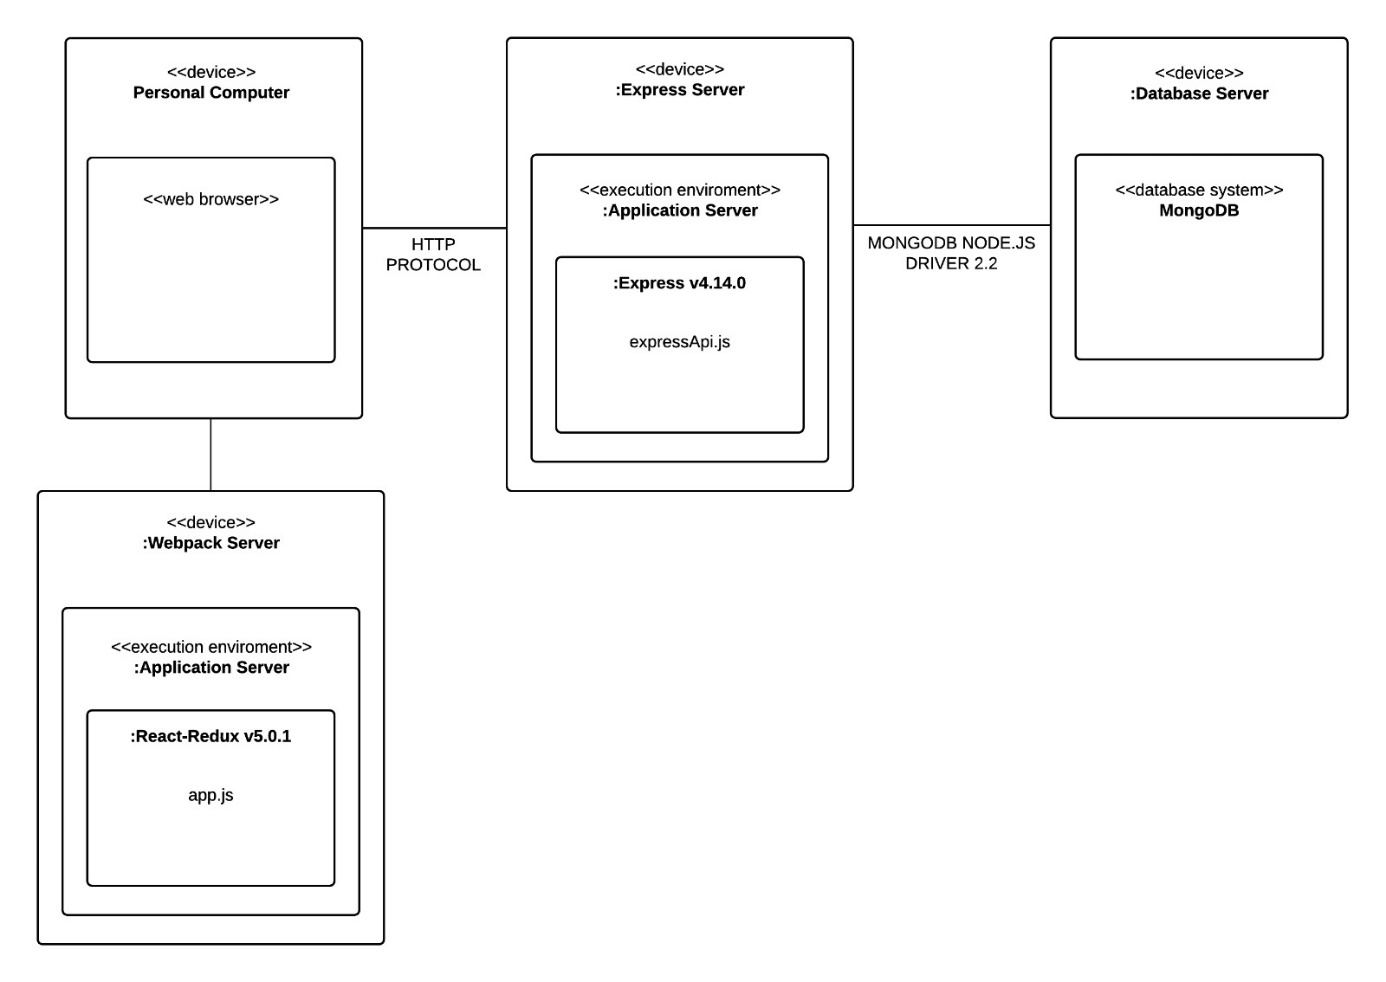 <<device>>
Personal Computer
<<web browser>>
HTTP
PROTOCOL
<<device>>
:Express Server
<<execution enviroment>>
:Application Server
:Express v4.14.0
expressApi.js
MONGODB NODE.JS
DRIVER 2.2
<<device>>
:Database Server
<<database system>>
MongoDB
<<device>>
:Webpack Server
<<execution enviroment>>
:Application Server
:React-Redux v5.0.1
app.js